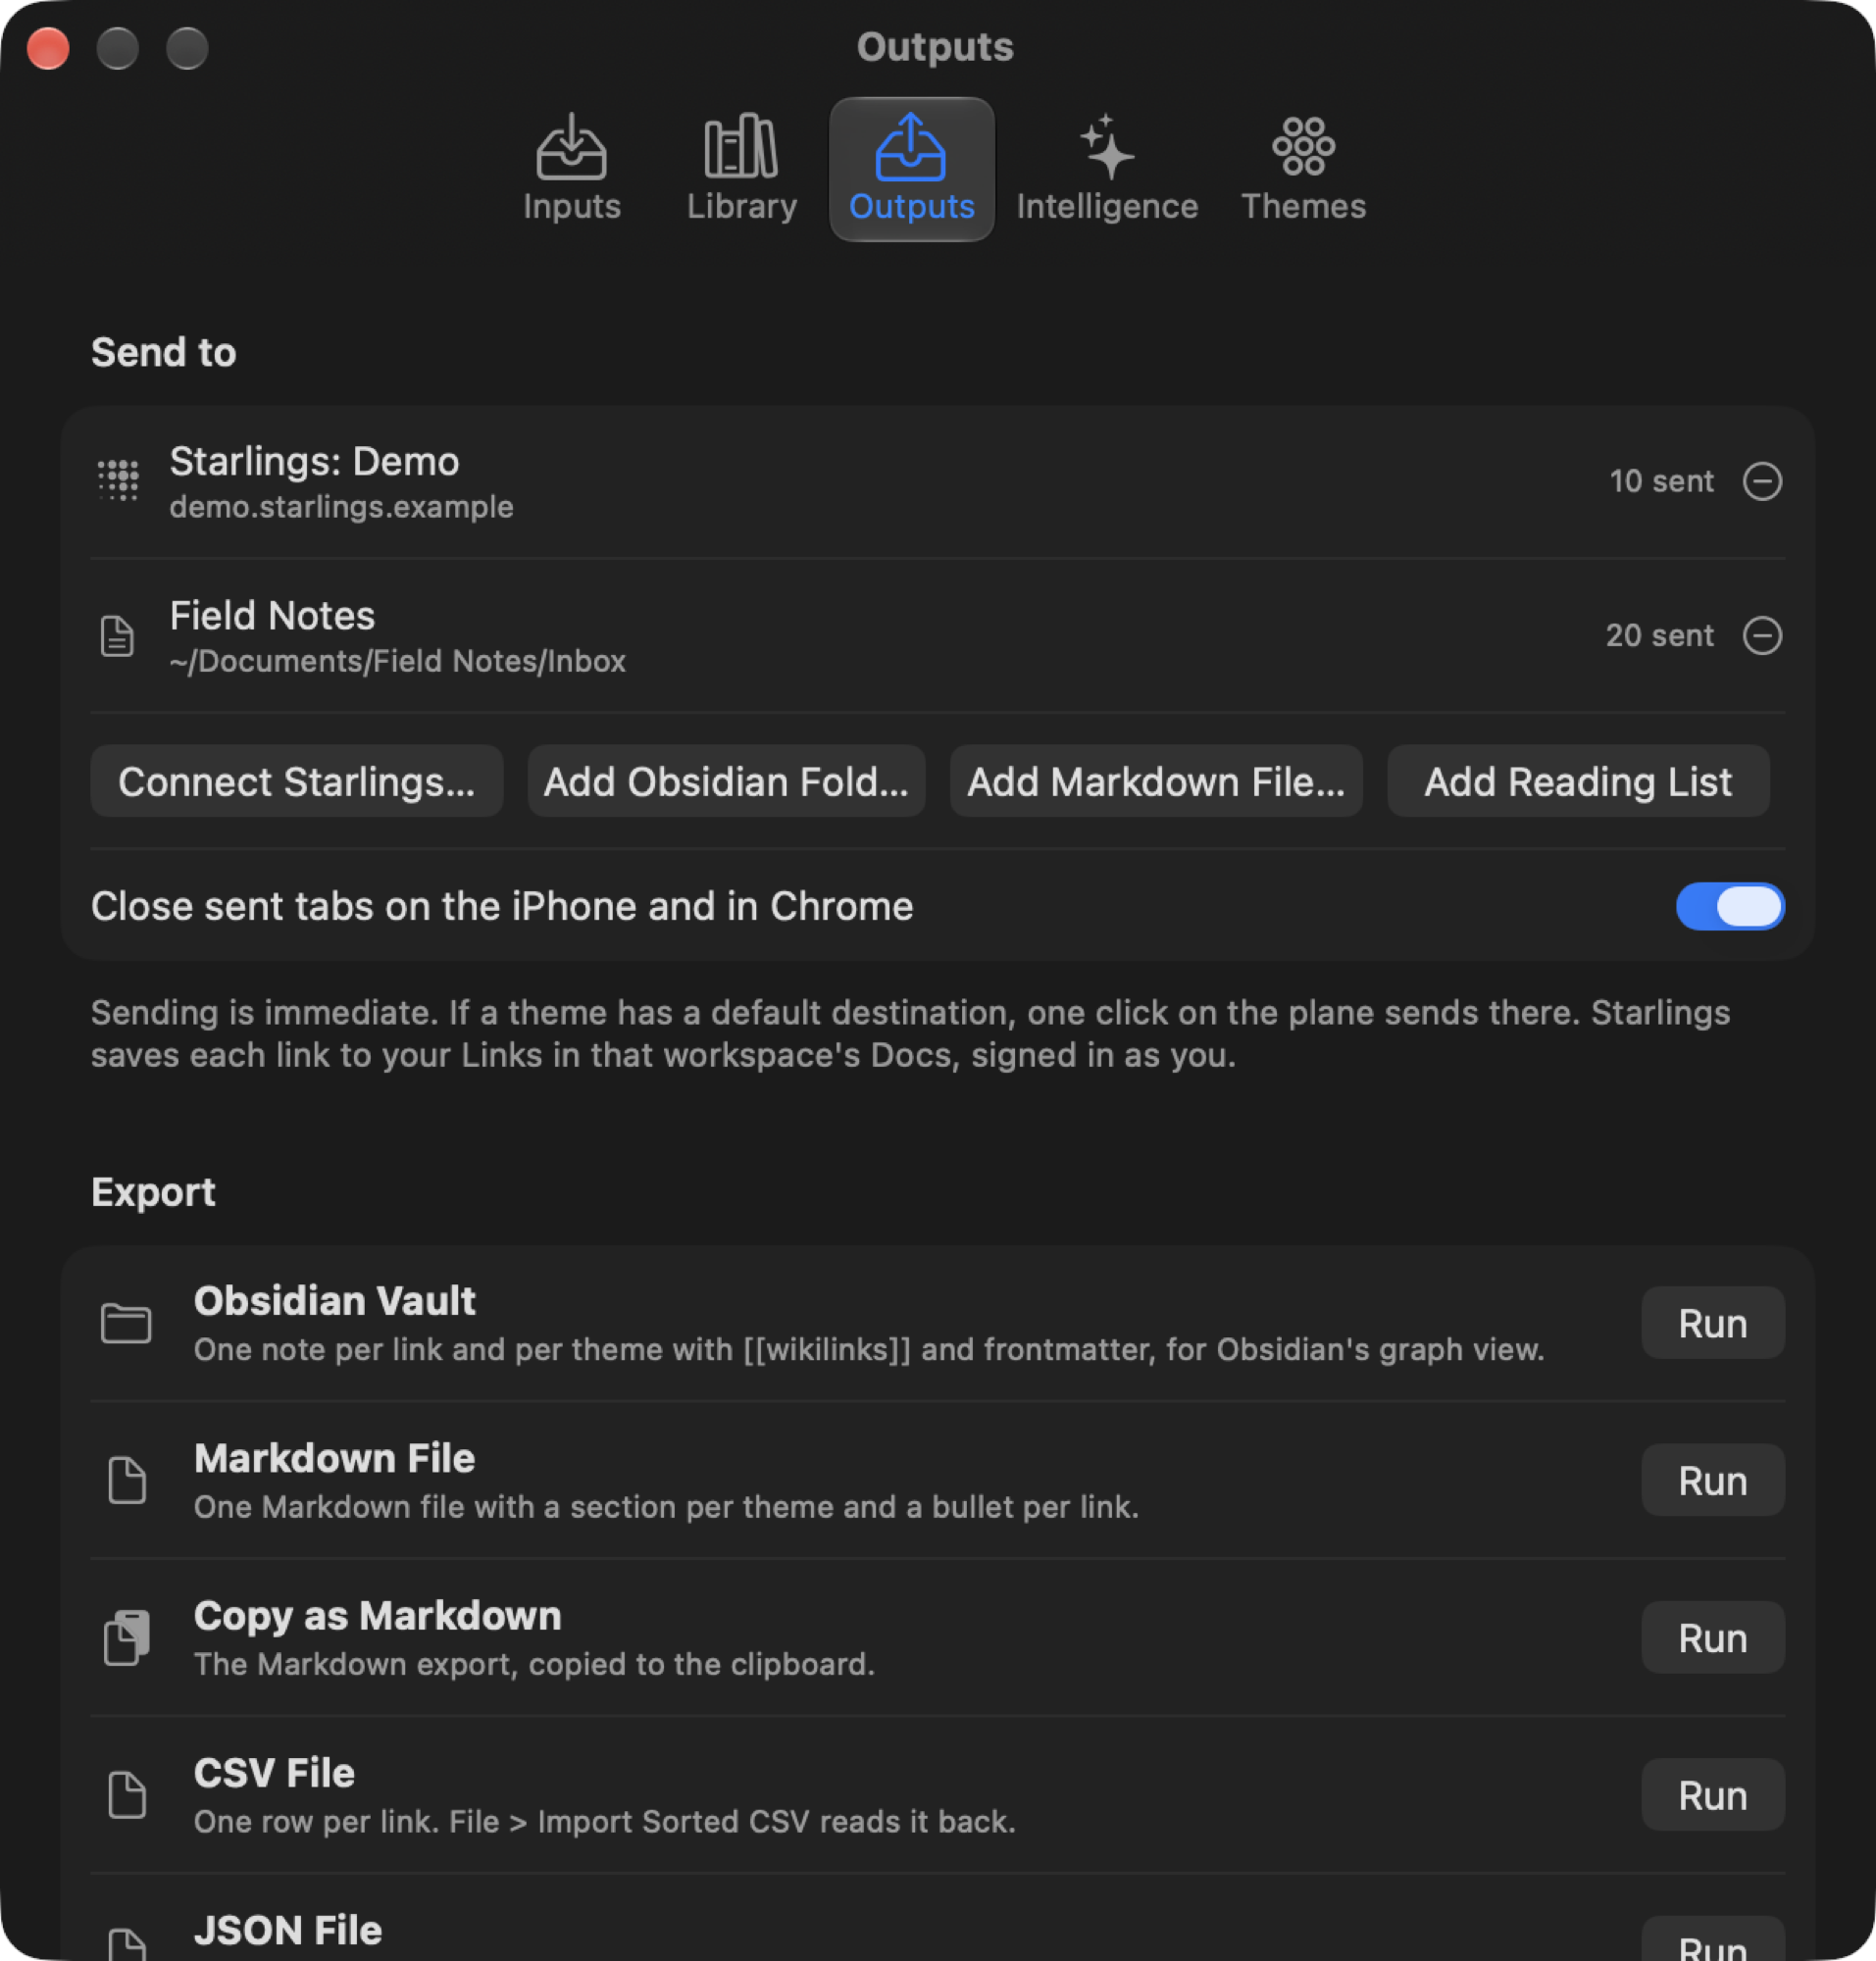 Outputs
Inputs
Library
Outputs
Intelligence
Themes
Send to
Starlings: Demo
demo.starlings.example
10 sent
Field Notes
~/Documents/Field Notes/Inbox
20 sent
Connect Starlings...
Add Obsidian Fold...
Add Markdown File...
Add Reading List
Close sent tabs on the iPhone and in Chrome
Sending is immediate. If a theme has a default destination, one click on the plane sends there. Starlings
saves each link to your Links in that workspace's Docs, signed in as you.
Export
Obsidian Vault
One note per link and per theme with [[wikilinks]] and frontmatter, for Obsidian's graph view.
Run
Markdown File
One Markdown file with a section per theme and a bullet per link.
Run
Copy as Markdown
The Markdown export, copied to the clipboard.
Run
CSV File
One row per link. File > Import Sorted CSV reads it back.
Run
JSON File
Run